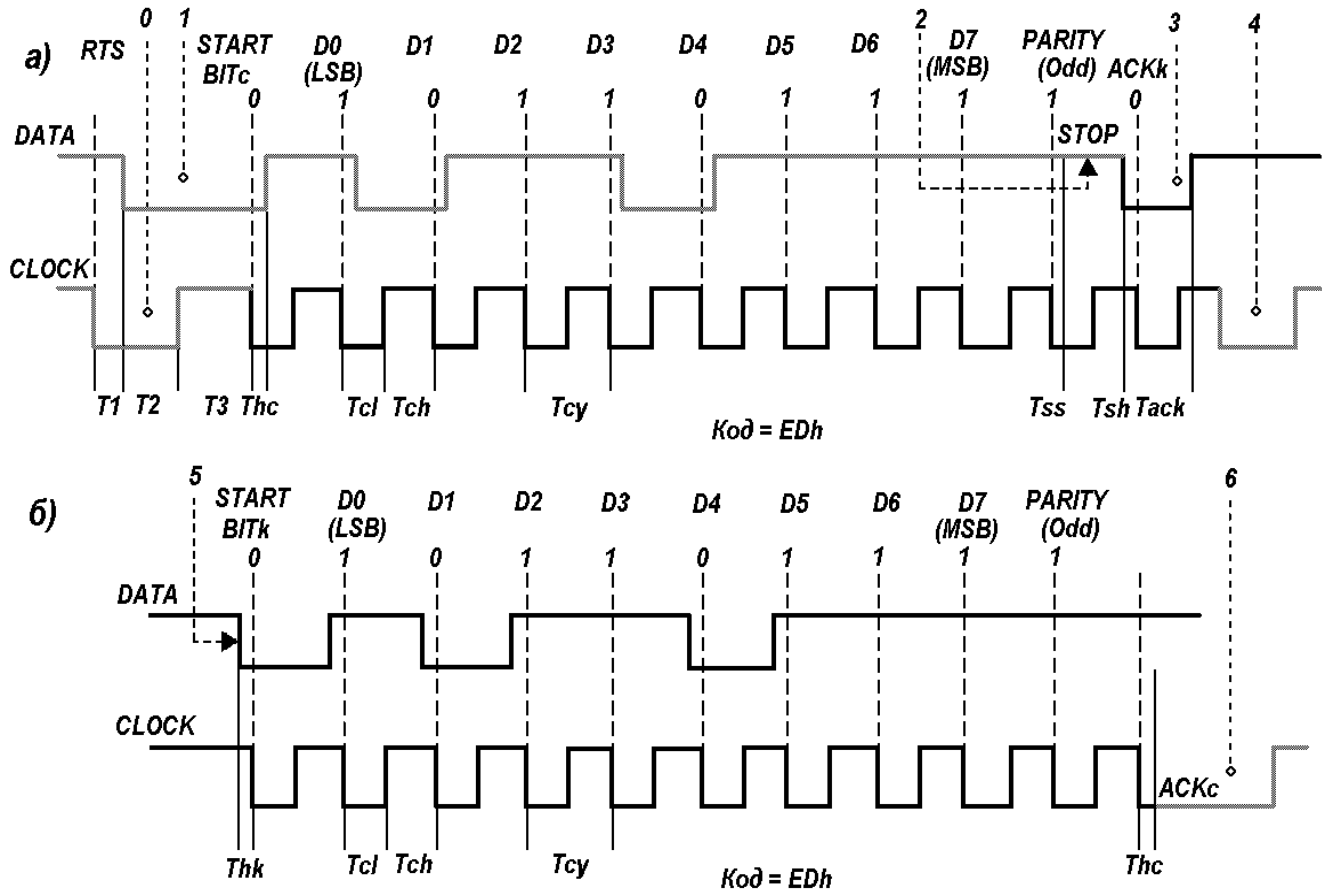 0 1 2 3 4
а) RTS START BITc D0 (LSB) D1 D2 D3 D4 D5 D6 D7 (MSB) PARITY (Odd) ACKk
0 1 0 1 1 0 1 1 1 1 0
DATA STOP
CLOCK
T1 T2 T3 Thc Tcl Tch Tcy Tss Tsh Tack
Код = EDh
5 6
б) START BITk D0 (LSB) D1 D2 D3 D4 D5 D6 D7 (MSB) PARITY (Odd)
0 1 0 1 1 0 1 1 1 1
DATA
CLOCK
ACKc
Thk Tcl Tch Tcy Thc
Код = EDh